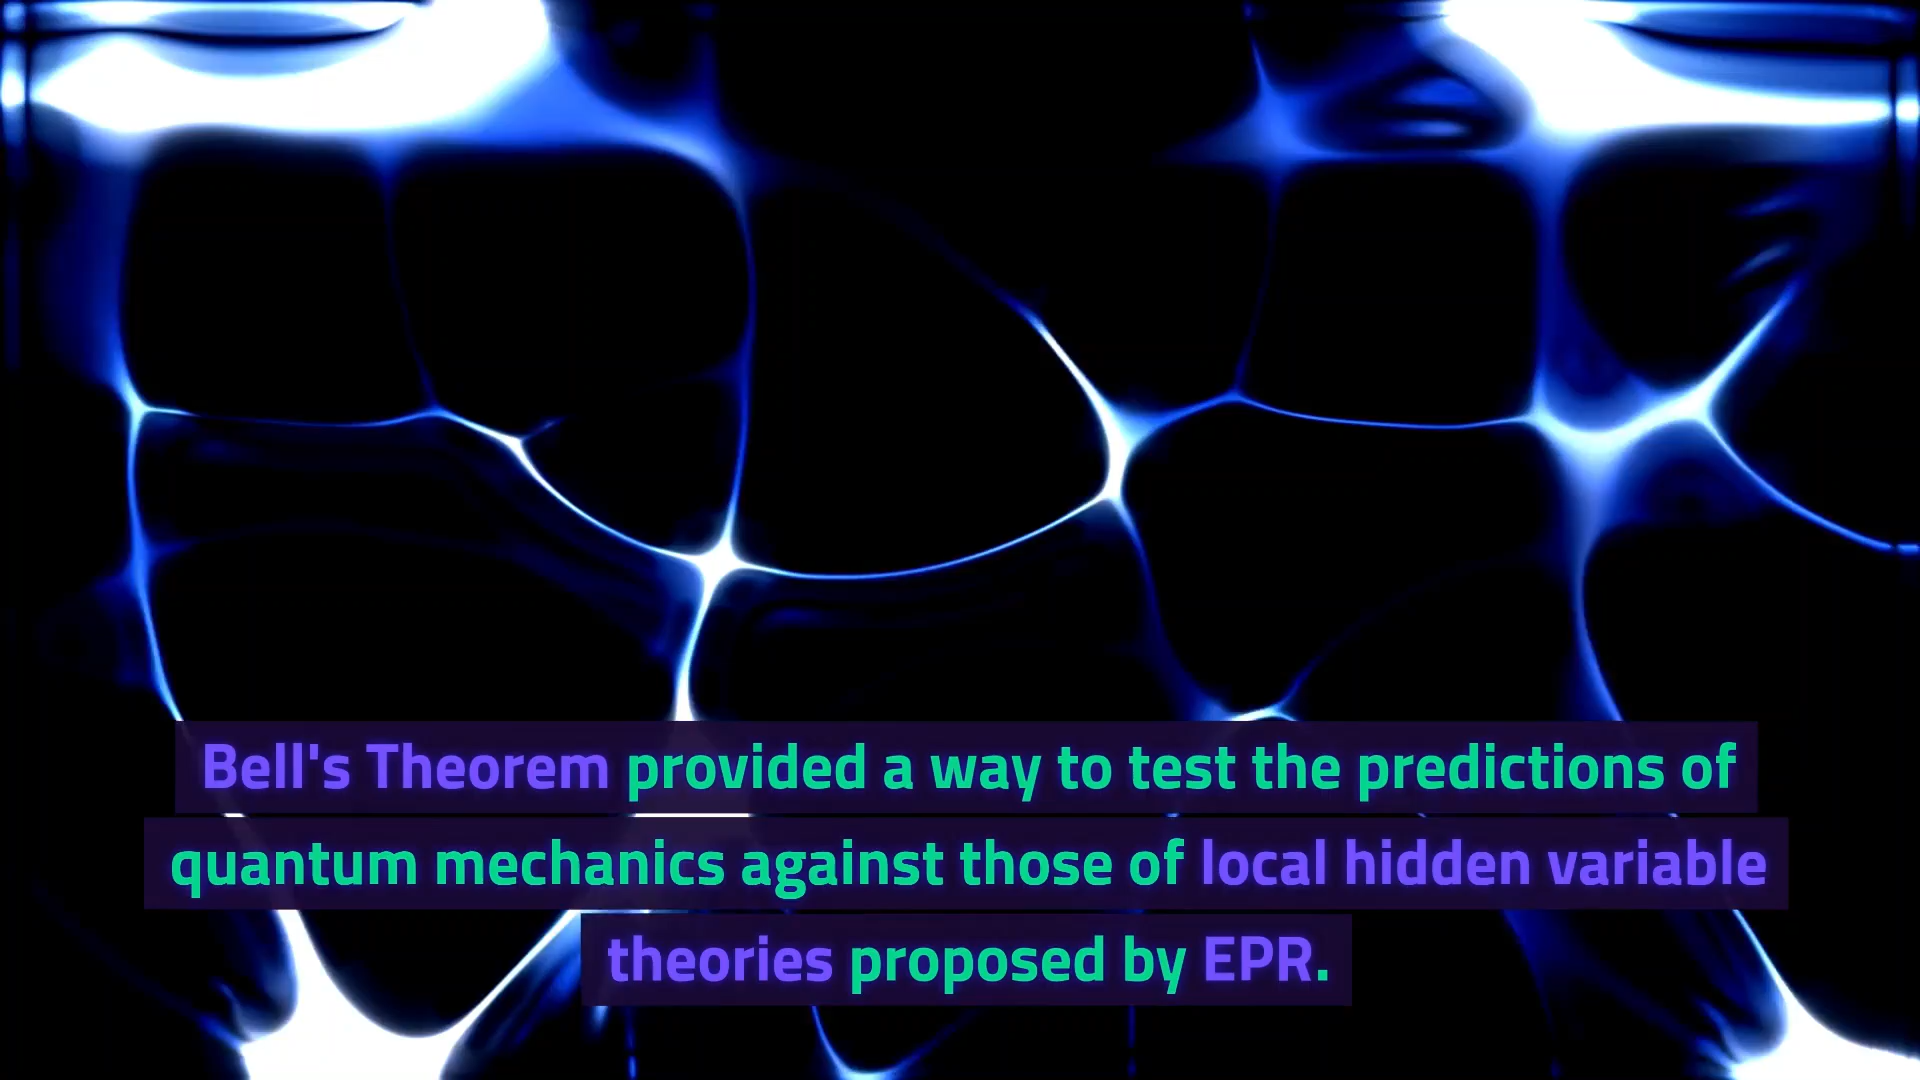 Bell's Theorem provided a way to test the predictions of
quantum mechanics against those of local hidden variable
theories proposed by EPR.